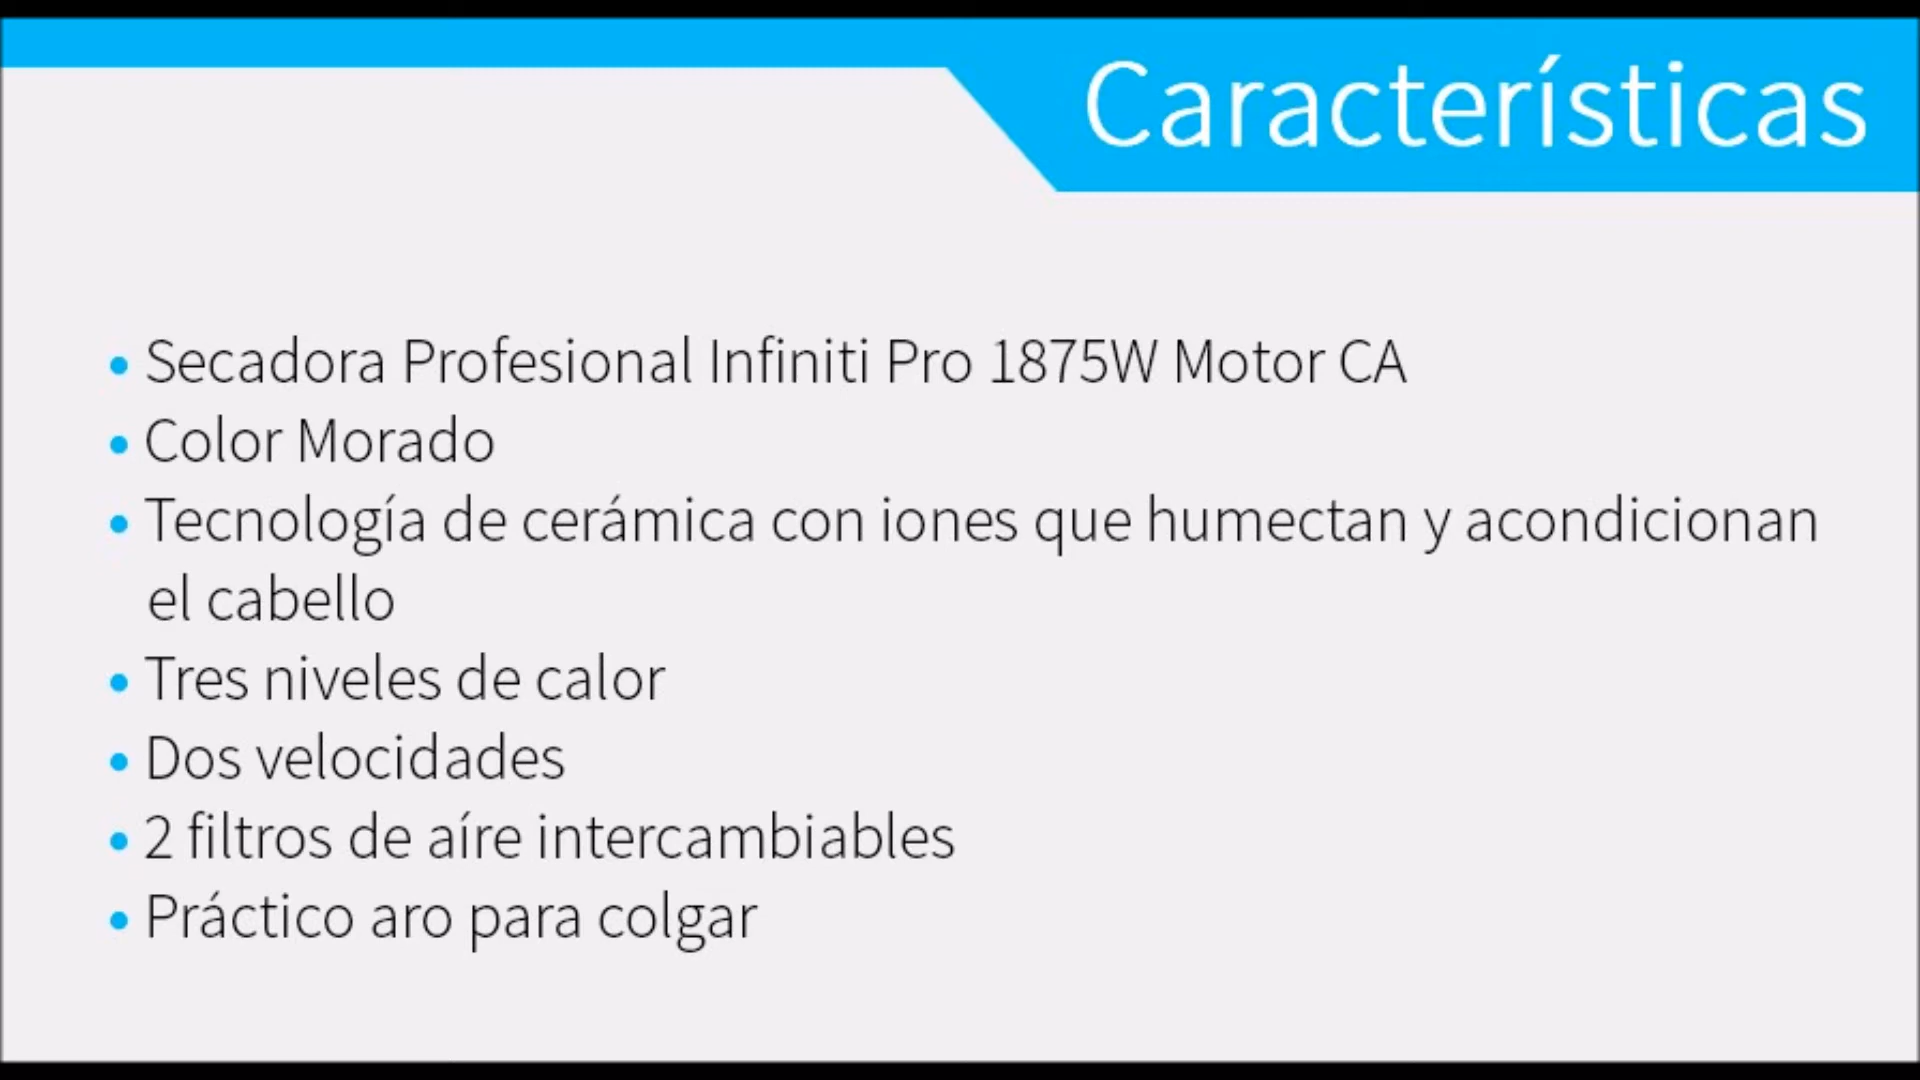 Características
• Secadora Profesional Infiniti Pro 1875W Motor CA
• Color Morado
• Tecnología de cerámica con iones que humectan y acondicionan
el cabello
• Tres niveles de calor
• Dos velocidades
• 2 filtros de aíre intercambiables
• Práctico aro para colgar